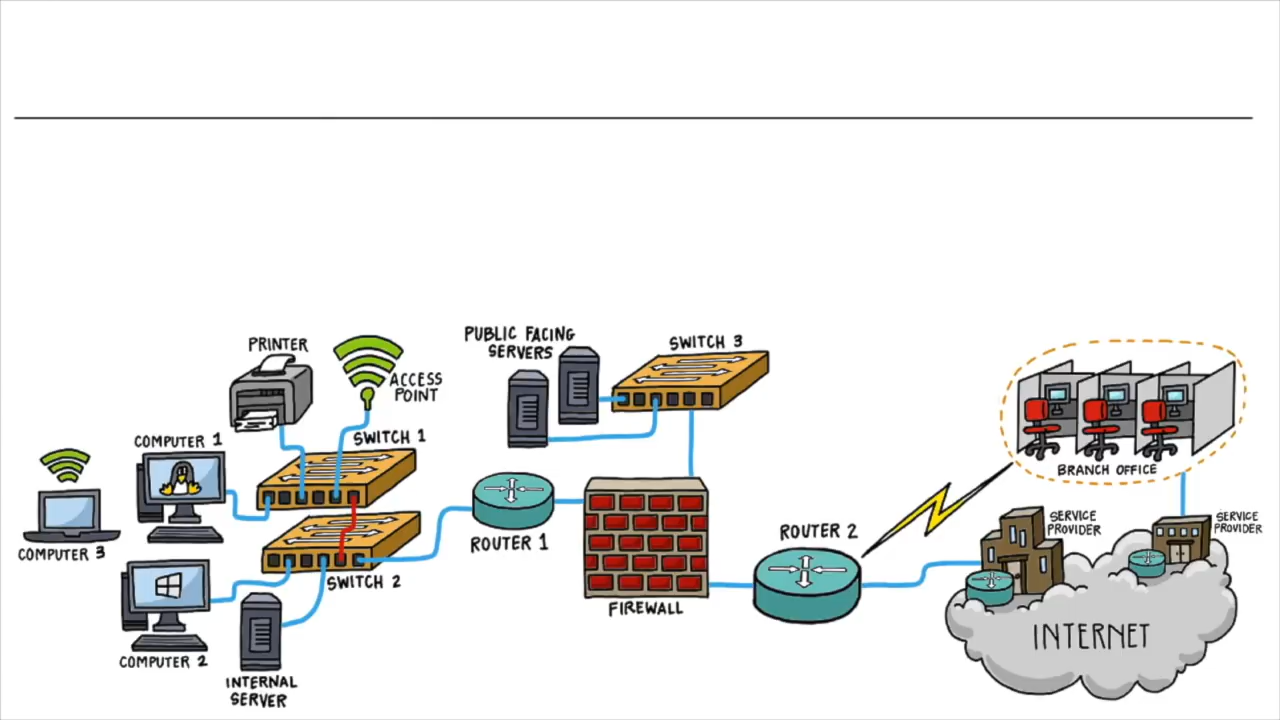 PRINTER
ACCESS
POINT
COMPUTER 1
SWITCH 1
COMPUTER 3
SWITCH 2
COMPUTER 2
INTERNAL
SERVER
PUBLIC FACING
SERVERS
SWITCH 3
ROUTER 1
FIREWALL
ROUTER 2
BRANCH OFFICE
SERVICE
PROVIDER
SERVICE
PROVIDER
INTERNET